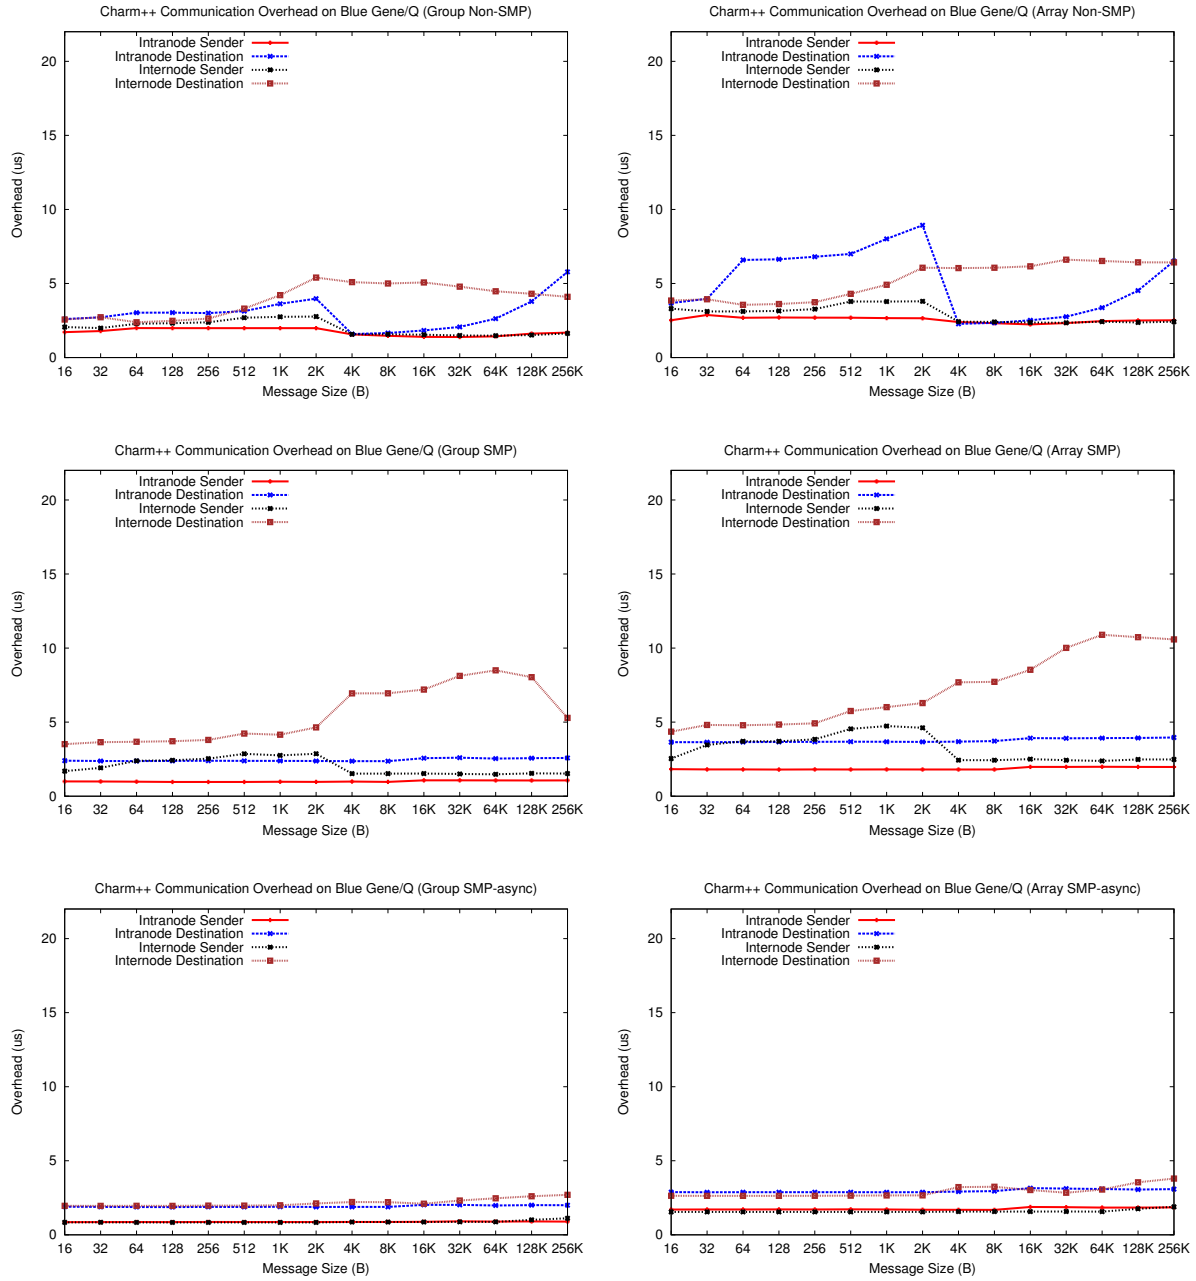 Charm++ Communication Overhead on Blue Gene/Q (Group Non-SMP)
Overhead (us)
20
15
10
5
0
Intranode Sender
Intranode Destination
Internode Sender
Internode Destination
16 32 64 128 256 512 1K 2K 4K 8K 16K 32K 64K 128K 256K
Message Size (B)
Charm++ Communication Overhead on Blue Gene/Q (Array Non-SMP)
Overhead (us)
20
15
10
5
0
Intranode Sender
Intranode Destination
Internode Sender
Internode Destination
16 32 64 128 256 512 1K 2K 4K 8K 16K 32K 64K 128K 256K
Message Size (B)
Charm++ Communication Overhead on Blue Gene/Q (Group SMP)
Overhead (us)
20
15
10
5
0
Intranode Sender
Intranode Destination
Internode Sender
Internode Destination
16 32 64 128 256 512 1K 2K 4K 8K 16K 32K 64K 128K 256K
Message Size (B)
Charm++ Communication Overhead on Blue Gene/Q (Array SMP)
Overhead (us)
20
15
10
5
0
Intranode Sender
Intranode Destination
Internode Sender
Internode Destination
16 32 64 128 256 512 1K 2K 4K 8K 16K 32K 64K 128K 256K
Message Size (B)
Charm++ Communication Overhead on Blue Gene/Q (Group SMP-async)
Overhead (us)
20
15
10
5
0
Intranode Sender
Intranode Destination
Internode Sender
Internode Destination
16 32 64 128 256 512 1K 2K 4K 8K 16K 32K 64K 128K 256K
Message Size (B)
Charm++ Communication Overhead on Blue Gene/Q (Array SMP-async)
Overhead (us)
20
15
10
5
0
Intranode Sender
Intranode Destination
Internode Sender
Internode Destination
16 32 64 128 256 512 1K 2K 4K 8K 16K 32K 64K 128K 256K
Message Size (B)